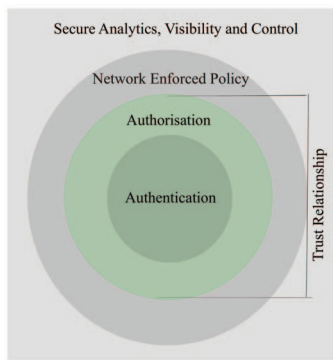 Secure Analytics, Visibility and Control
Network Enforced Policy
Authorisation
Authentication
Trust Relationship